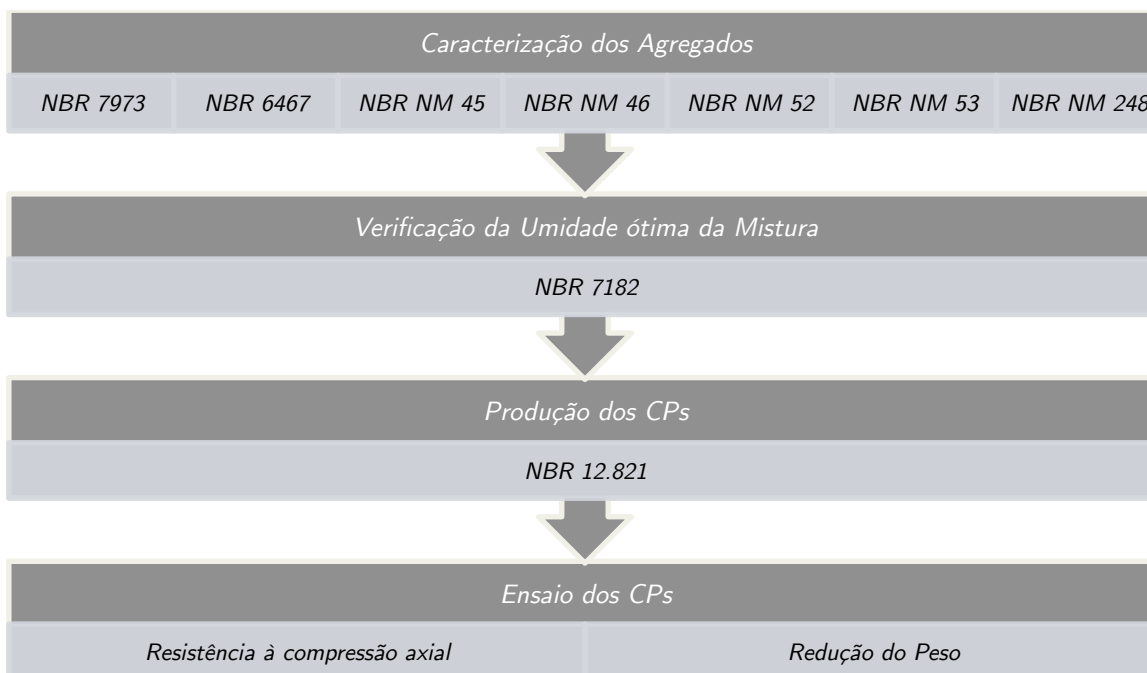 Caracterização dos Agregados
NBR 7973 NBR 6467 NBR NM 45 NBR NM 46 NBR NM 52 NBR NM 53 NBR NM 248
Verificação da Umidade ótima da Mistura
NBR 7182
Produção dos CPs
NBR 12.821
Ensaio dos CPs
Resistência à compressão axial Redução do Peso